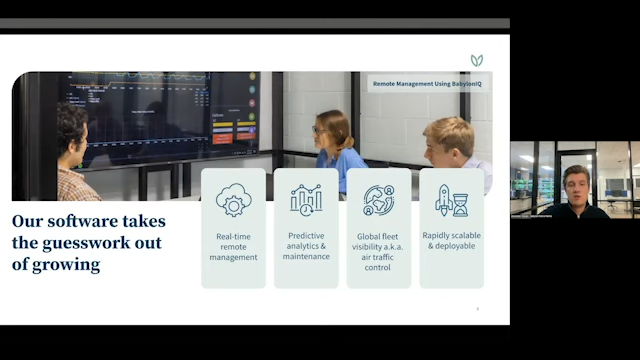 Remote Management Using BabylonIQ
Our software takes
the guesswork out
of growing
Real-time
remote
management
Predictive
analytics &
maintenance
Global fleet
visibility a.k.a.
air traffic
control
Rapidly scalable
& deployable